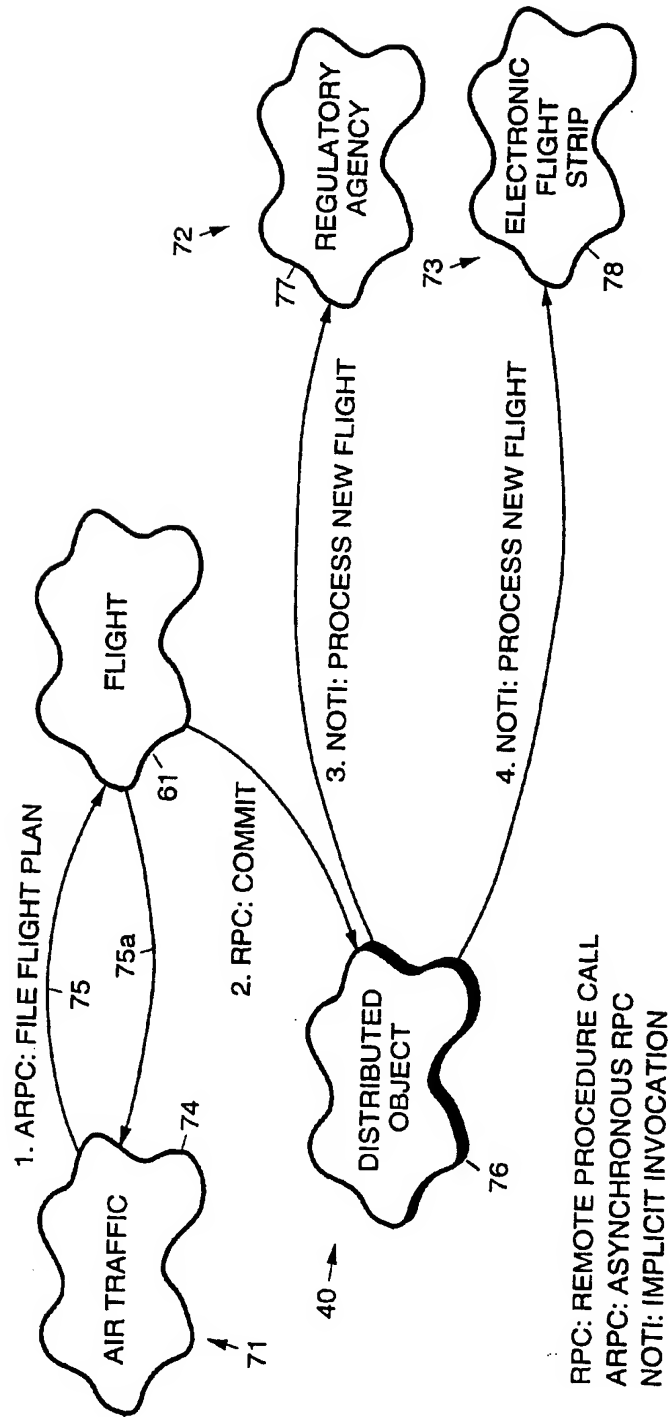 1. ARPC: FILE FLIGHT PLAN
75
75a
AIR TRAFFIC
74
71
FLIGHT
61
2. RPC: COMMIT
40
DISTRIBUTED
OBJECT
76
3. NOTI: PROCESS NEW FLIGHT
4. NOTI: PROCESS NEW FLIGHT
72
77
REGULATORY
AGENCY
73
ELECTRONIC
FLIGHT
STRIP
78
RPC: REMOTE PROCEDURE CALL
ARPC: ASYNCHRONOUS RPC
NOTI: IMPLICIT INVOCATION